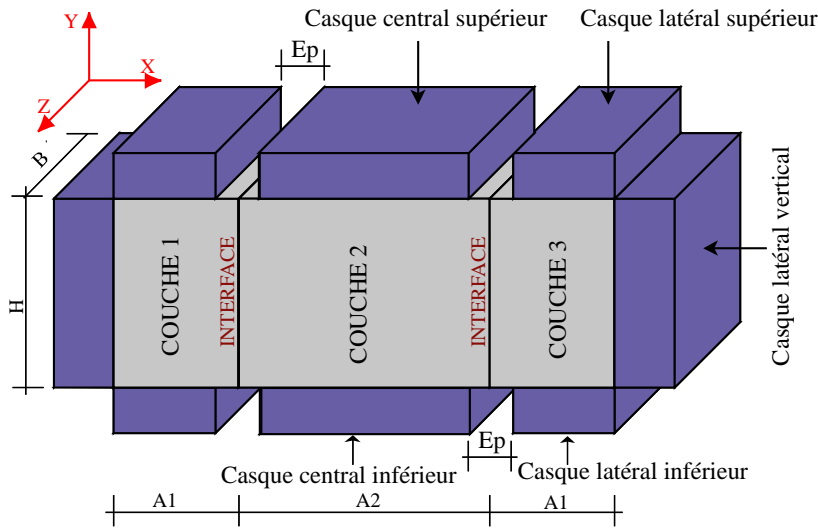 Casque central supérieur
Casque latéral supérieur
Y
Ep
X
Z
B
H
COUCHE 1
INTERFACE
COUCHE 2
INTERFACE
COUCHE 3
Casque latéral vertical
Ep
Casque central inférieur
Casque latéral inférieur
A1
A2
A1